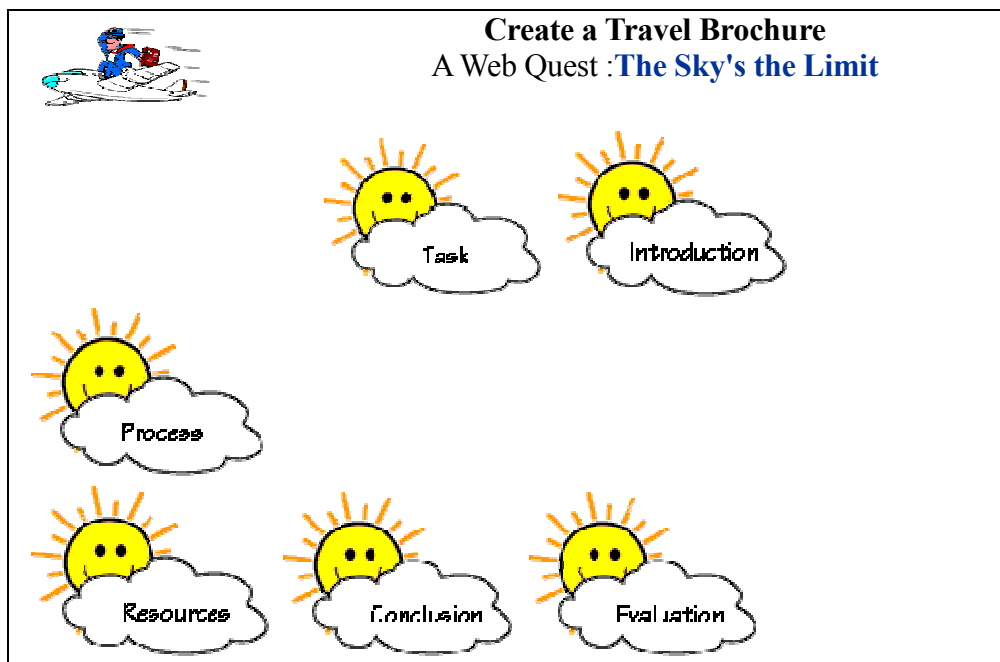 Create a Travel Brochure
A Web Quest :The Sky's the Limit
Task
Introduction
Process
Resources
Conclusion
Evaluation